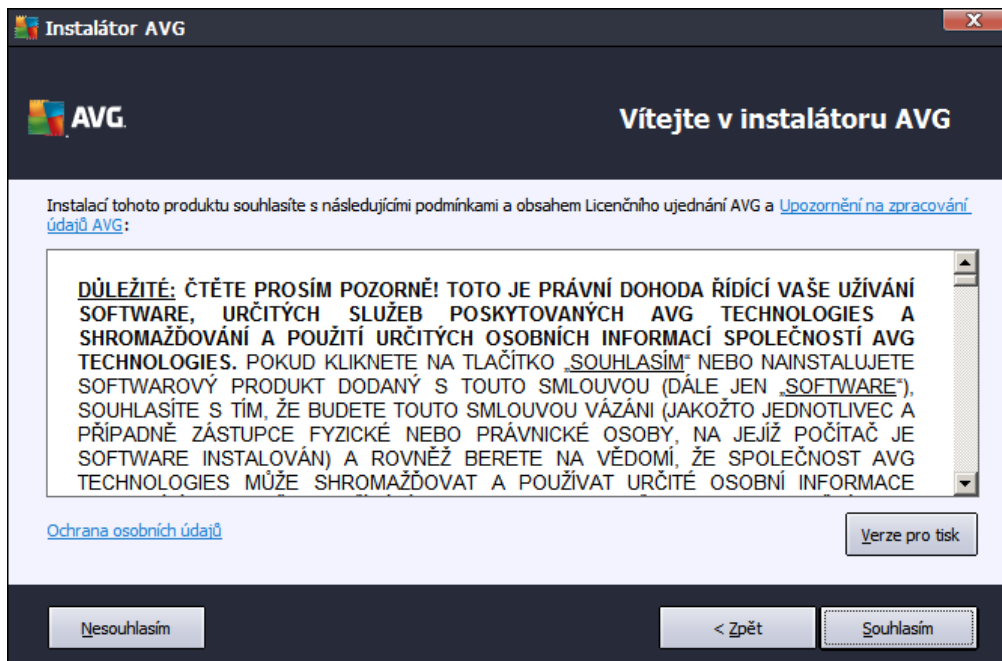 Instalátor AVG
AVG.
Vítejte v instalátoru AVG
Instalací tohoto produktu souhlasíte s následujícími podmínkami a obsahem Licenčního ujednání AVG a Upozornění na zpracování
údajů AVG:
DŮLEŽITÉ: ČTĚTE PROSÍM POZORNĚ! TOTO JE PRÁVNÍ DOHODA ŘÍDÍCÍ VAŠE UŽÍVÁNÍ
SOFTWARE, URČITÝCH SLUŽEB POSKYTOVANÝCH AVG TECHNOLOGIES A
SHROMAŽĎOVÁNÍ A POUŽITÍ URČITÝCH OSOBNÍCH INFORMACÍ SPOLEČNOSTÍ AVG
TECHNOLOGIES. POKUD KLIKNETE NA TLAČÍTKO „SOUHLASÍM“ NEBO NAINSTALUJETE
SOFTWAROVÝ PRODUKT DODANÝ S TOUTO SMLOUVOU (DÁLE JEN „SOFTWARE“),
SOUHLASÍTE S TÍM, ŽE BUDETE TOUTO SMLOUVOU VÁZÁNI (JAKOŽTO JEDNOTLIVEC A
PŘÍPADNĚ ZÁSTUPCE FYZICKÉ NEBO PRÁVNICKÉ OSOBY, NA JEJÍŽ POČÍTAČ JE
SOFTWARE INSTALOVÁN) A ROVNĚŽ BERETE NA VĚDOMÍ, ŽE SPOLEČNOST AVG
TECHNOLOGIES MŮŽE SHROMAŽĎOVAT A POUŽÍVAT URČITÉ OSOBNÍ INFORMACE
Ochrana osobních údajů
Verze pro tisk
Nesouhlasím
< Zpět
Souhlasím